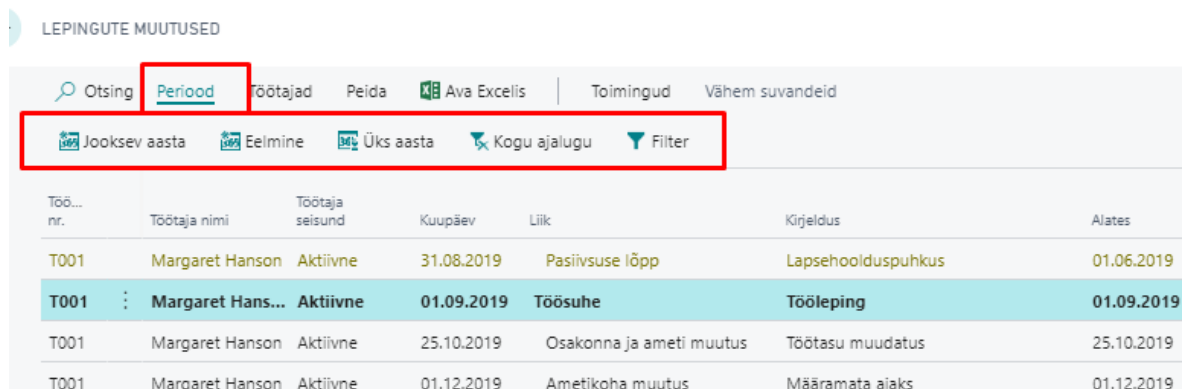 LEPINGUTE MUUTUSED
Otsing Periood Töötajad Peida Ava Excelis Toimingud Vähem suvandeid
Jooksev aasta Eelmine Üks aasta Kogu ajalugu Filter
Töö... nr. Töötaja nimi Töötaja seisund Kuupäev Liik Kirjeldus Alates
T001 Margaret Hanson Aktiivne 31.08.2019 Pasiivsuse lõpp Lapsehoolduspuhkus 01.06.2019
T001 Margaret Hans... Aktiivne 01.09.2019 Töösuhe Tööleping 01.09.2019
T001 Margaret Hanson Aktiivne 25.10.2019 Osakonna ja ameti muutus Töötasu muudatus 25.10.2019
T001 Margaret Hanson Aktiivne 01.12.2019 Ametikoha muutus Määramata ajaks 01.12.2019